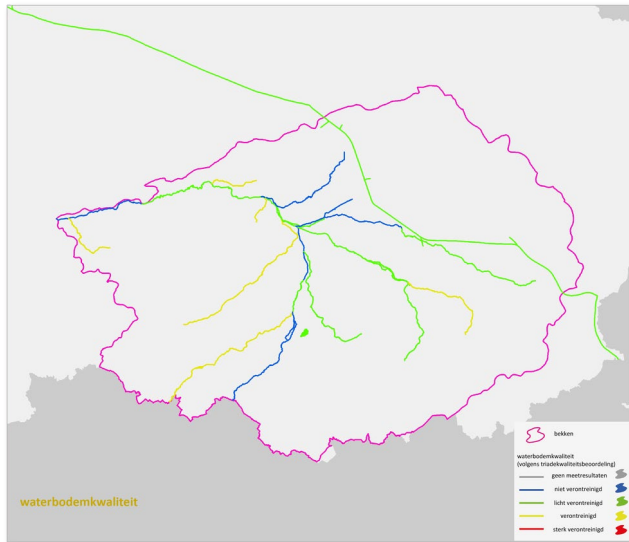 bekken
waterbodemkwaliteit
(volgens triadekwaliteitsbeoordeling)
geen meetresultaten
niet verontreinigd
licht verontreinigd
verontreinigd
sterk verontreinigd
waterbodemkwaliteit